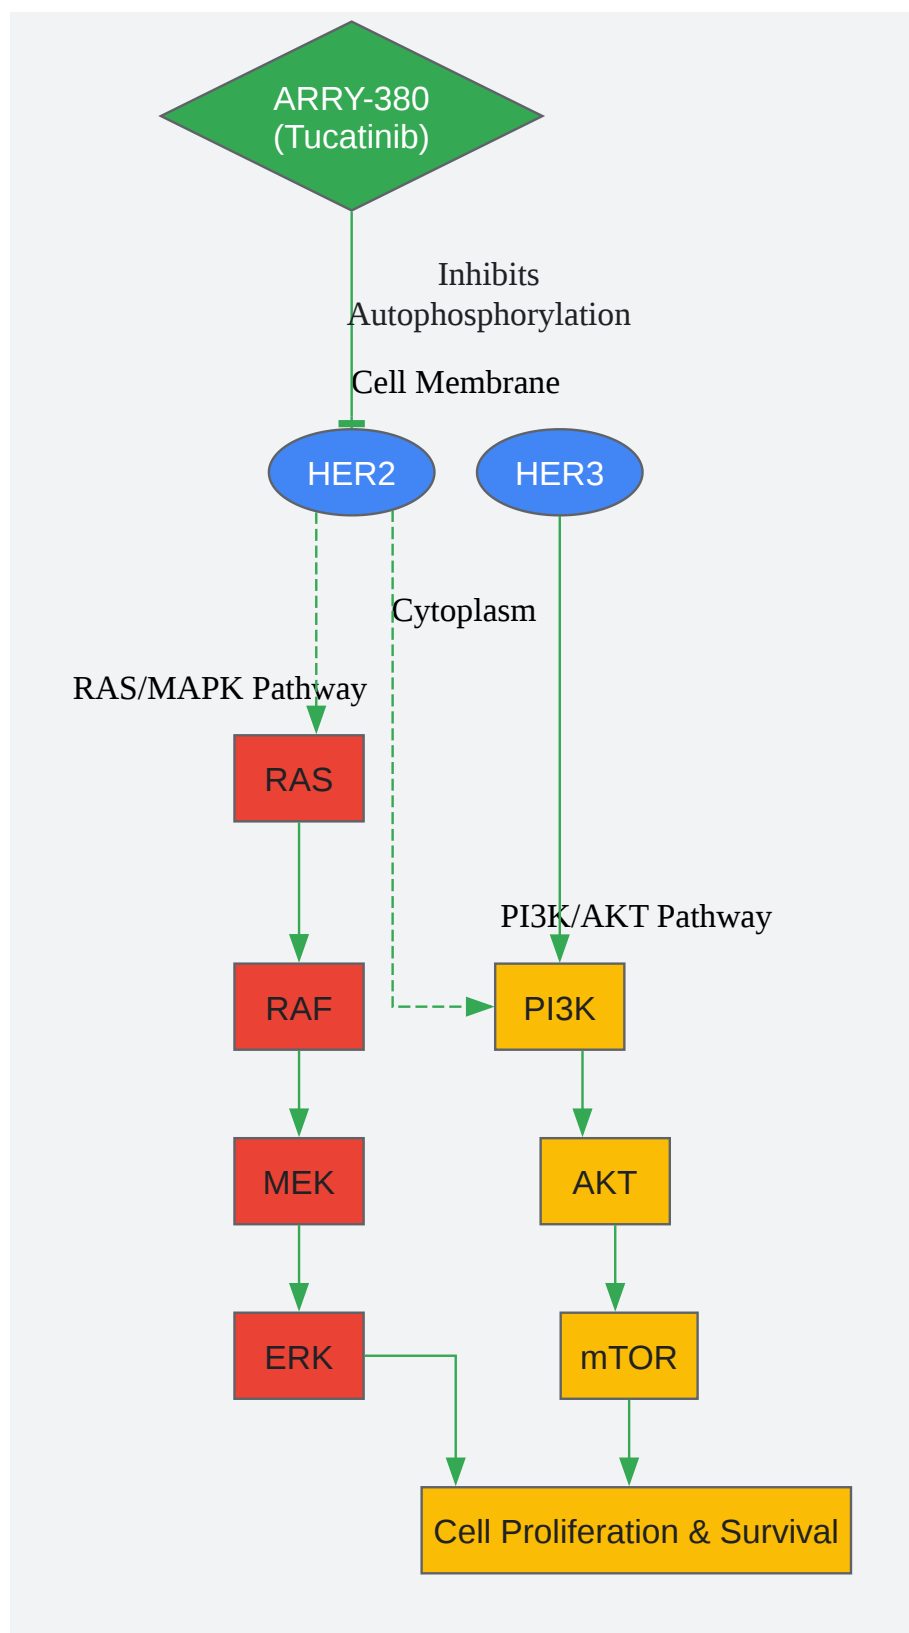 ARRY-380
(Tucatinib)
Inhibits
Autophosphorylation
Cell Membrane
HER2
HER3
Cytoplasm
RAS/MAPK Pathway
RAS
PI3K/AKT Pathway
RAF
PI3K
MEK
AKT
ERK
mTOR
Cell Proliferation & Survival